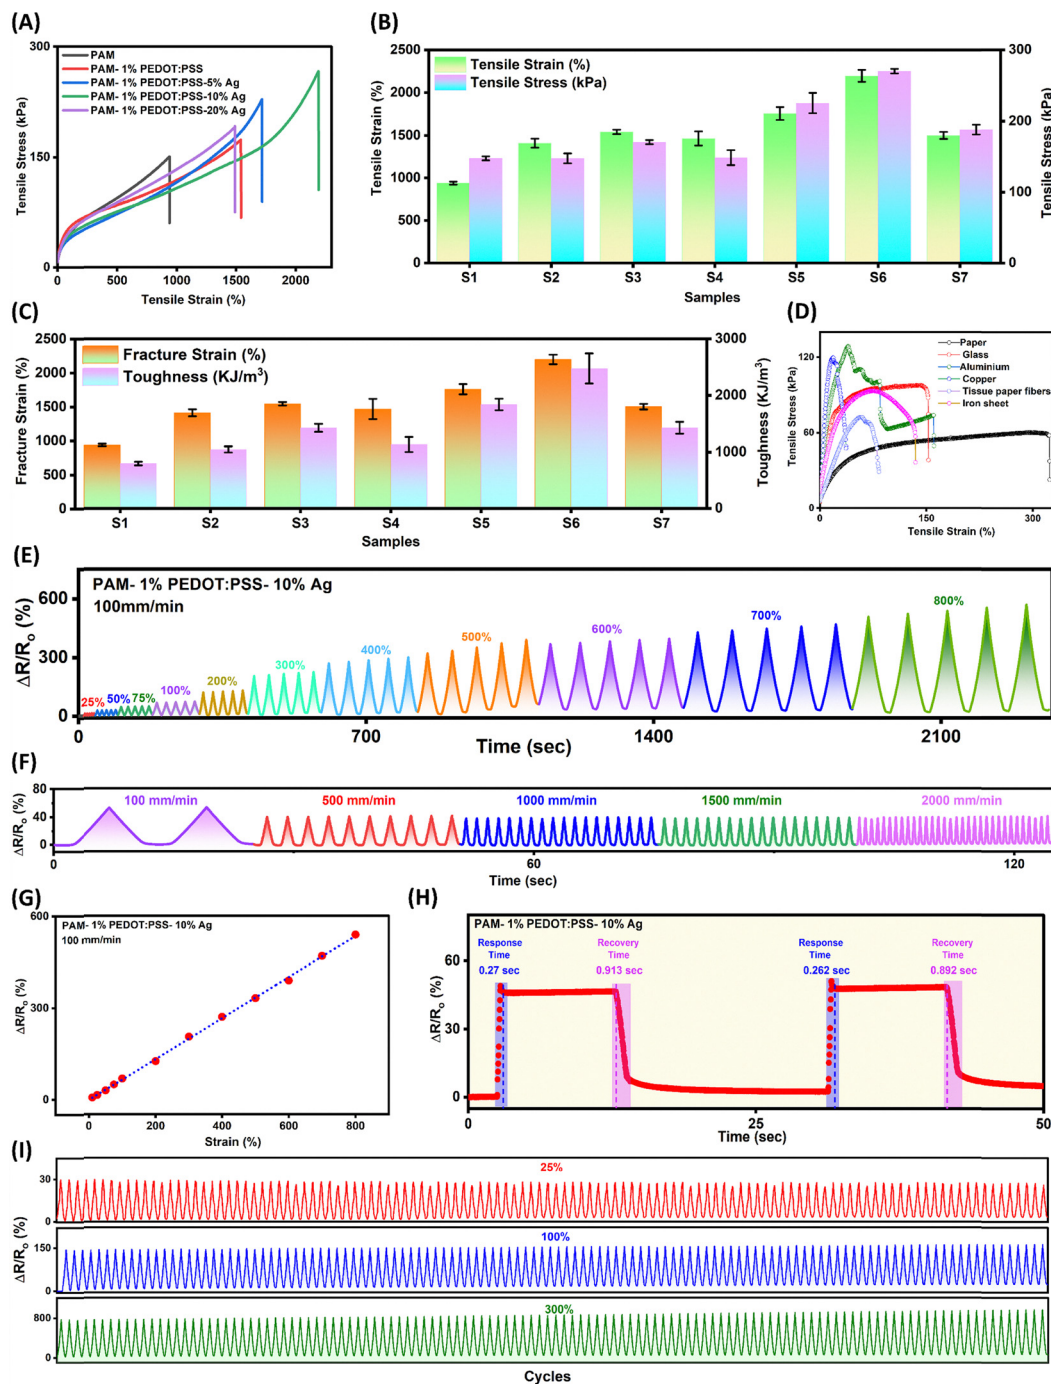 (A)
300
150
0
Tensile Stress (kPa)
PAM
PAM- 1% PEDOT:PSS
PAM- 1% PEDOT:PSS-5% Ag
PAM- 1% PEDOT:PSS-10% Ag
PAM- 1% PEDOT:PSS-20% Ag
0 500 1000 1500 2000
Tensile Strain (%)
(B)
2500
2000
1500
1000
500
0
Tensile Strain (%)
Tensile Strain (%)
Tensile Stress (kPa)
300
200
100
0
Tensile Stress (kPa)
S1 S2 S3 S4 S5 S6 S7
Samples
(C)
2500
2000
1500
1000
500
0
Fracture Strain (%)
Fracture Strain (%)
Toughness (KJ/m³)
3000
2000
1000
0
Toughness (KJ/m³)
S1 S2 S3 S4 S5 S6 S7
Samples
(D)
120
60
0
Tensile Stress (kPa)
Paper
Glass
Aluminium
Copper
Tissue paper fibers
Iron sheet
0 150 300
Tensile Strain (%)
(E)
PAM- 1% PEDOT:PSS- 10% Ag
100mm/min
600
300
0
ΔR/Rₒ (%)
25% 50% 75% 100% 200% 300% 400% 500% 600% 700% 800%
0 700 1400 2100
Time (sec)
(F)
80
40
0
ΔR/Rₒ (%)
100 mm/min 500 mm/min 1000 mm/min 1500 mm/min 2000 mm/min
0 60 120
Time (sec)
(G)
600
300
0
ΔR/Rₒ (%)
PAM- 1% PEDOT:PSS- 10% Ag
100 mm/min
0 200 400 600 800
Strain (%)
(H)
PAM- 1% PEDOT:PSS- 10% Ag
60
30
0
ΔR/Rₒ (%)
Response Time 0.27 sec
Recovery Time 0.913 sec
Response Time 0.262 sec
Recovery Time 0.892 sec
0 25 50
Time (sec)
(I)
25%
30
0
100%
150
0
ΔR/Rₒ (%)
300%
800
0
Cycles